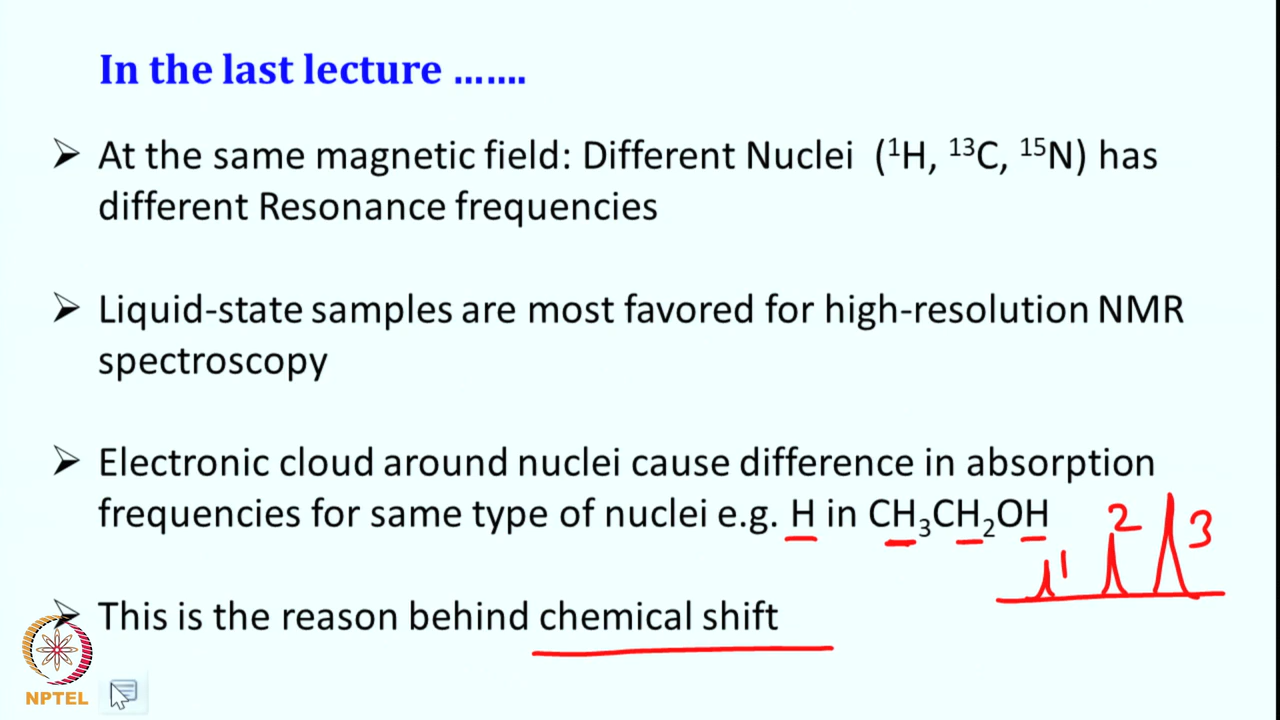 In the last lecture .......
➢ At the same magnetic field: Different Nuclei (¹H, ¹³C, ¹⁵N) has
different Resonance frequencies
➢ Liquid-state samples are most favored for high-resolution NMR
spectroscopy
➢ Electronic cloud around nuclei cause difference in absorption
frequencies for same type of nuclei e.g. H in CH₃CH₂OH
1 2 3
➢ This is the reason behind chemical shift
NPTEL